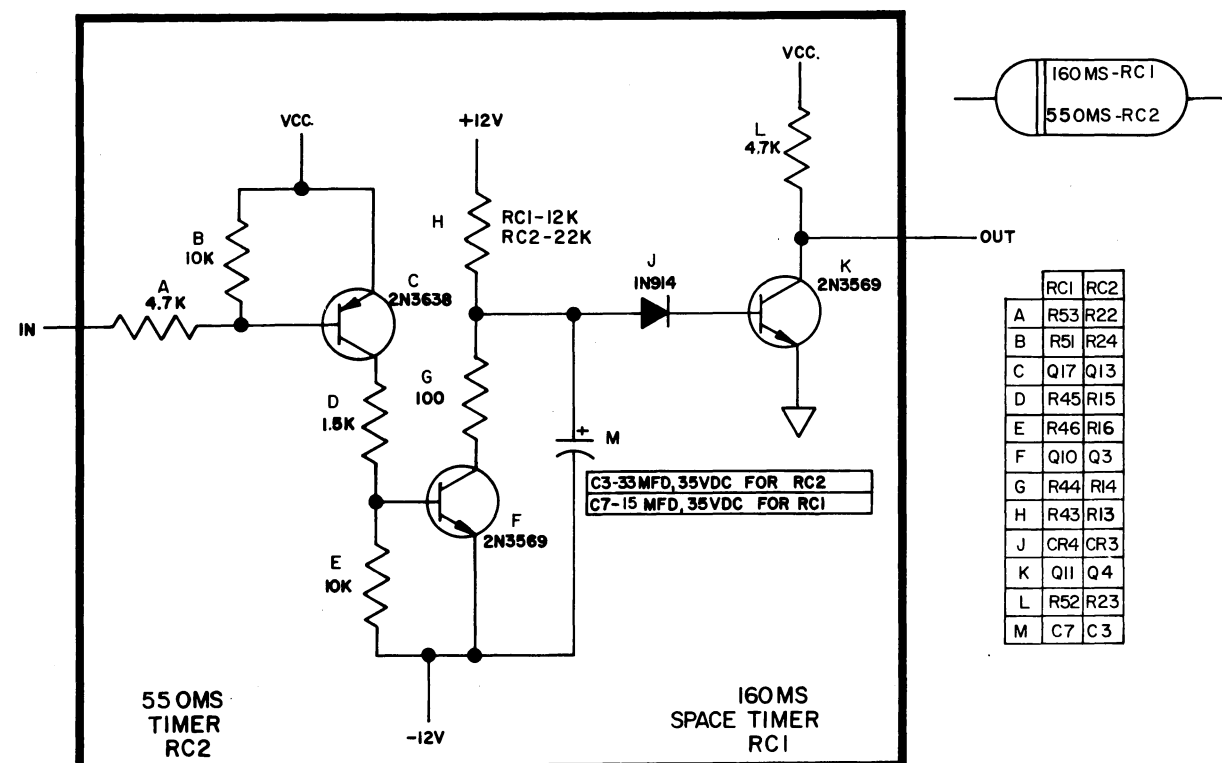 VCC.
B
10K
A
4.7K
IN
C
2N3638
D
1.5K
E
10K
+12V
H
RC1-12K
RC2-22K
G
100
F
2N3569
-12V
M
+
C3-33MFD, 35VDC FOR RC2
C7-15 MFD, 35VDC FOR RC1
J
1N914
VCC.
L
4.7K
K
2N3569
OUT
550MS
TIMER
RC2
160MS
SPACE TIMER
RC1
160MS-RC1
550MS-RC2
RC1 RC2
A R53 R22
B R51 R24
C Q17 Q13
D R45 R15
E R46 R16
F Q10 Q3
G R44 R14
H R43 R13
J CR4 CR3
K Q11 Q4
L R52 R23
M C7 C3